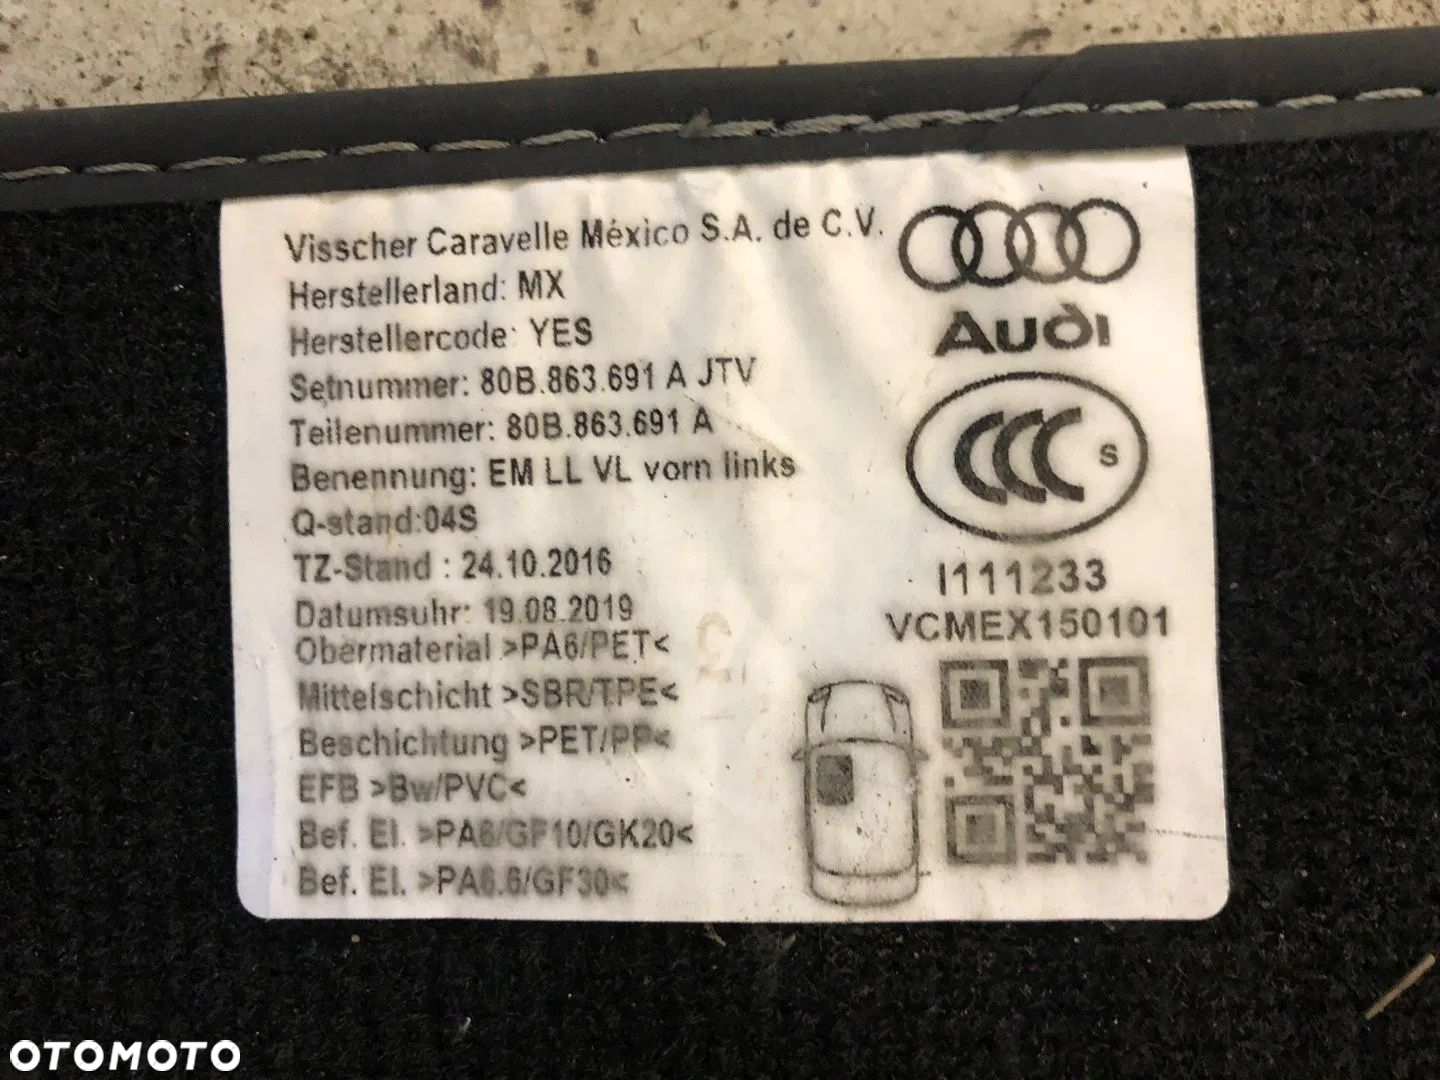 Visscher Caravelle México S.A. de C.V.
Herstellerland: MX
Herstellercode: YES
Setnummer: 80B.863.691 A JTV
Teilenummer: 80B.863.691 A
Benennung: EM LL VL vorn links
Q-stand:04S
TZ-Stand : 24.10.2016
Datumsuhr: 19.08.2019
Obermaterial >PA6/PET<
Mittelschicht >SBR/TPE<
Beschichtung >PET/PP<
EFB >Bw/PVC<
Bef. El. >PA6/GF10/GK20<
Bef. El. >PA6.6/GF30<
Audi
CCC S
I111233
VCMEX150101
OTOMOTO